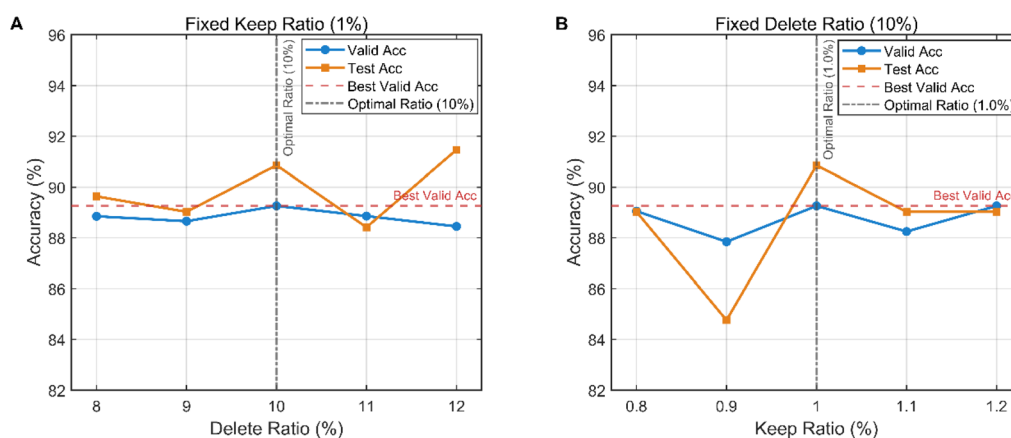 A
Fixed Keep Ratio (1%)
96
94
92
90
88
86
84
82
8
9
10
11
12
Accuracy (%)
Delete Ratio (%)
Valid Acc
Test Acc
Best Valid Acc
Optimal Ratio (10%)
Optimal Ratio (10%)
Best Valid Acc
B
Fixed Delete Ratio (10%)
96
94
92
90
88
86
84
82
0.8
0.9
1
1.1
1.2
Accuracy (%)
Keep Ratio (%)
Valid Acc
Test Acc
Best Valid Acc
Optimal Ratio (1.0%)
Optimal Ratio (1.0%)
Best Valid Acc